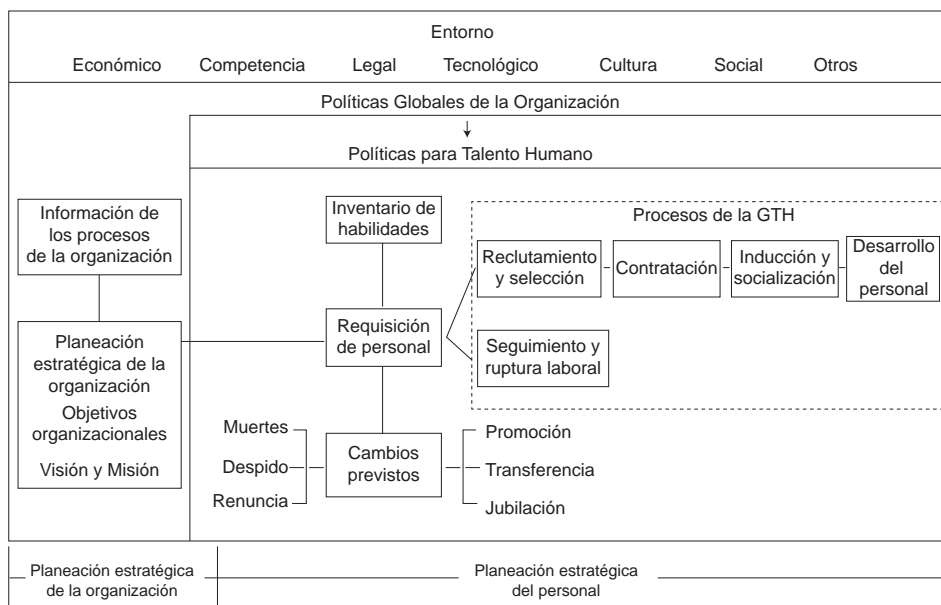 Entorno
Económico Competencia Legal Tecnológico Cultura Social Otros
Políticas Globales de la Organización
Políticas para Talento Humano
Información de
los procesos
de la organización
Planeación
estratégica de la
organización
Objetivos
organizacionales
Visión y Misión
Inventario de
habilidades
Requisición
de personal
Muertes
Despido
Renuncia
Cambios
previstos
Promoción
Transferencia
Jubilación
Procesos de la GTH
Reclutamiento
y selección
Contratación
Inducción y
socialización
Desarrollo
del
personal
Seguimiento y
ruptura laboral
Planeación estratégica
de la organización
Planeación estratégica
del personal